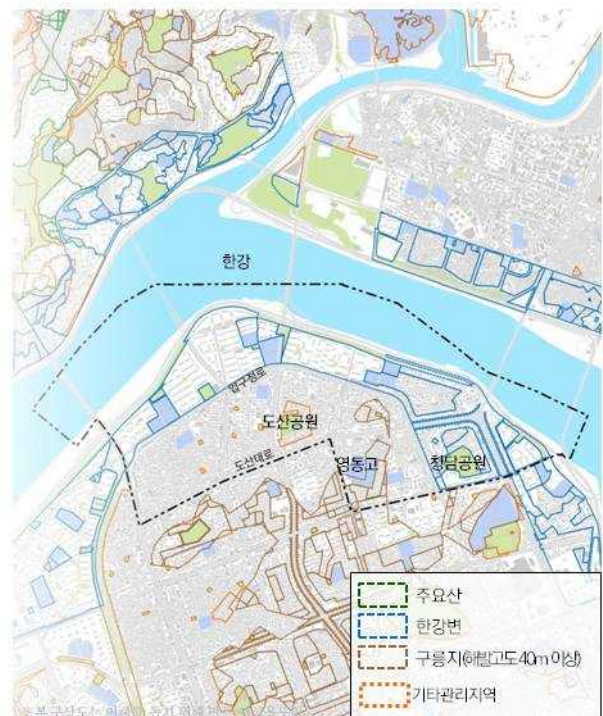 한강
압구정로
도산공원
도산대로
영동고
청담공원
주요산
한강변
구릉지(해발고도40m이상)
기타관리지역